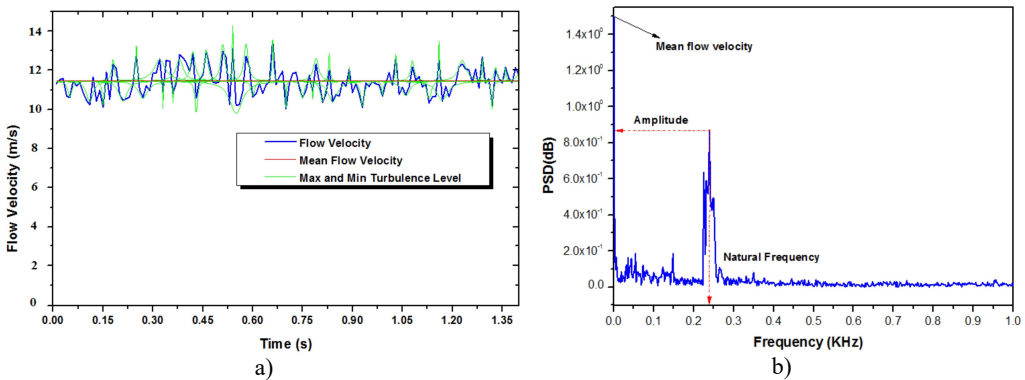 14
12
10
8
6
4
2
0
Flow Velocity (m/s)
Flow Velocity
Mean Flow Velocity
Max and Min Turbulence Level
0.00 0.15 0.30 0.45 0.60 0.75 0.90 1.05 1.20 1.35
Time (s)
a)
1.4x10⁰
1.2x10⁰
1.0x10⁰
8.0x10⁻¹
6.0x10⁻¹
4.0x10⁻¹
2.0x10⁻¹
0.0
PSD(dB)
Mean flow velocity
Amplitude
Natural Frequency
0.0 0.1 0.2 0.3 0.4 0.5 0.6 0.7 0.8 0.9 1.0
Frequency (KHz)
b)